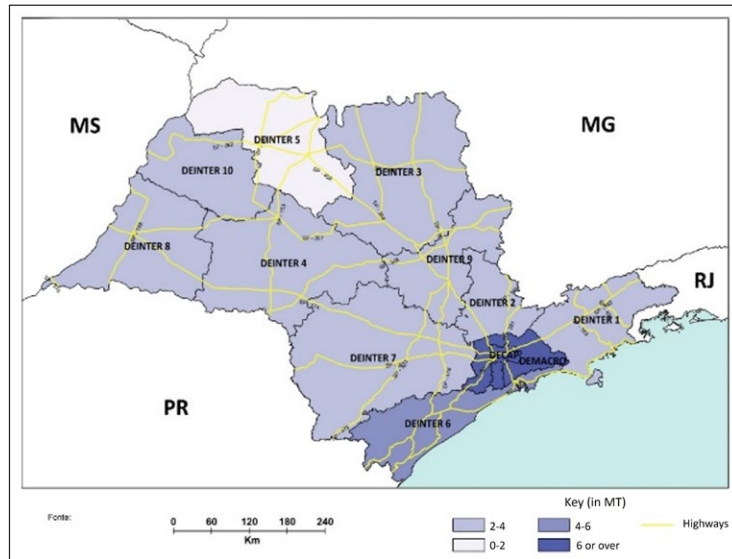 MS
MG
DEINTER 5
DEINTER 10
DEINTER 3
DEINTER 8
DEINTER 4
DEINTER 9
RJ
DEINTER 2
DEINTER 1
DEINTER 7
DECAP
DEMACRO
PR
DEINTER 6
Key (in MT)
Fonte:
0 60 120 180 240
Km
2-4
4-6
Highways
0-2
6 or over